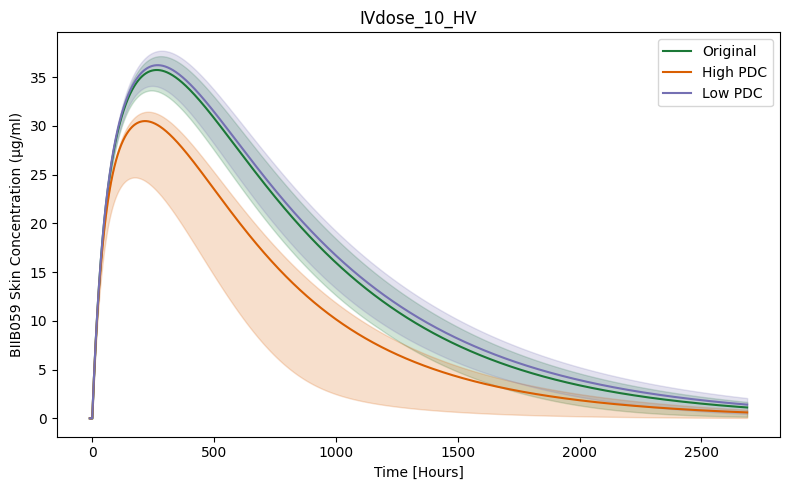 IVdose_10_HV
Original
High PDC
Low PDC
BIIB059 Skin Concentration (µg/ml)
35
30
25
20
15
10
5
0
0 500 1000 1500 2000 2500
Time [Hours]